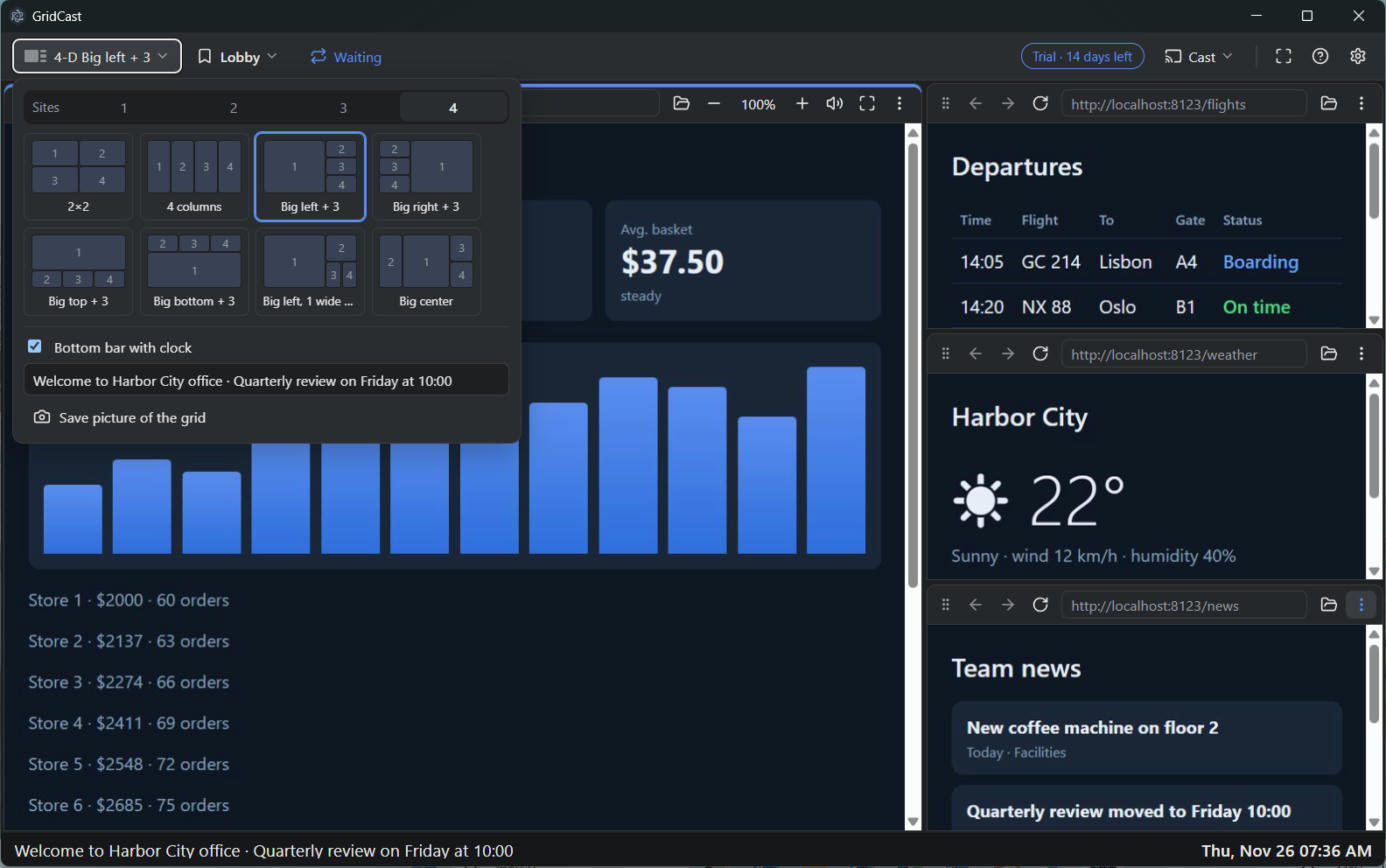 GridCast
4-D Big left + 3
Lobby
Waiting
Trial · 14 days left
Cast
Sites 1 2 3 4
1 2 3 4
2×2
1 2 3 4
4 columns
1 2 3 4
Big left + 3
2 3 4 1
Big right + 3
1 2 3 4
Big top + 3
2 3 4 1
Big bottom + 3
1 2 3 4
Big left, 1 wide ...
2 1 3 4
Big center
Bottom bar with clock
Welcome to Harbor City office · Quarterly review on Friday at 10:00
Save picture of the grid
100%
Avg. basket
$37.50
steady
Store 1 · $2000 · 60 orders
Store 2 · $2137 · 63 orders
Store 3 · $2274 · 66 orders
Store 4 · $2411 · 69 orders
Store 5 · $2548 · 72 orders
Store 6 · $2685 · 75 orders
http://localhost:8123/flights
Departures
Time Flight To Gate Status
14:05 GC 214 Lisbon A4 Boarding
14:20 NX 88 Oslo B1 On time
http://localhost:8123/weather
Harbor City
22°
Sunny · wind 12 km/h · humidity 40%
http://localhost:8123/news
Team news
New coffee machine on floor 2
Today · Facilities
Quarterly review moved to Friday 10:00
Welcome to Harbor City office · Quarterly review on Friday at 10:00
Thu, Nov 26 07:36 AM